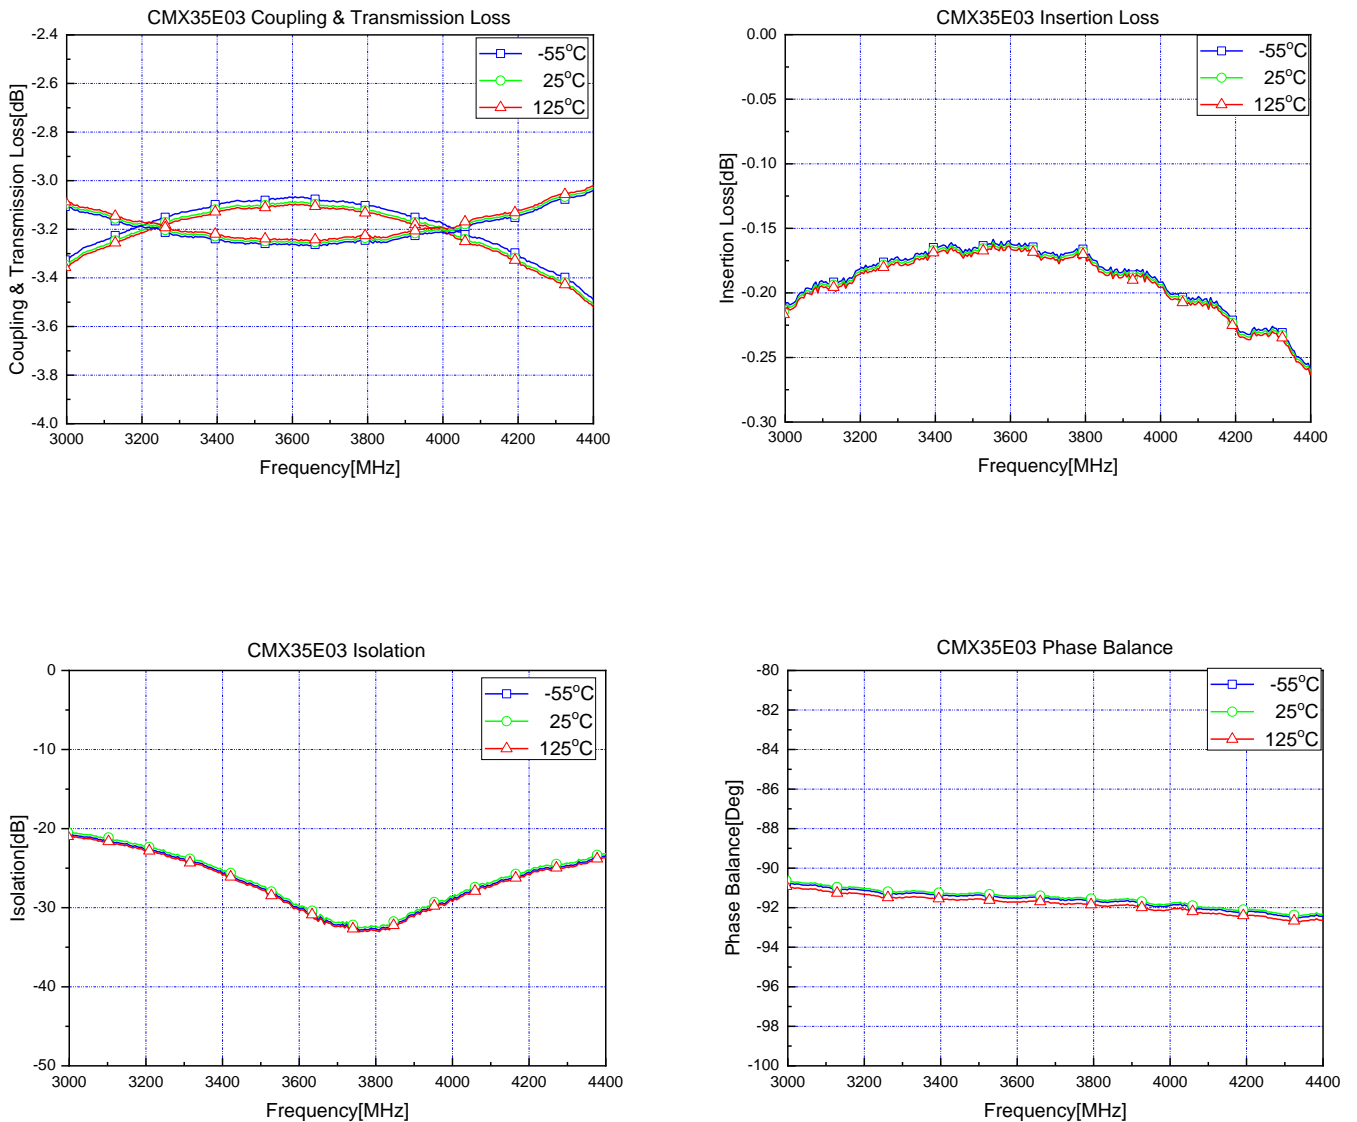 CMX35E03 Coupling & Transmission Loss
-2.4
-2.6
-2.8
-3.0
-3.2
-3.4
-3.6
-3.8
-4.0
3000 3200 3400 3600 3800 4000 4200 4400
Coupling & Transmission Loss[dB]
Frequency[MHz]
-55°C
25°C
125°C
CMX35E03 Insertion Loss
0.00
-0.05
-0.10
-0.15
-0.20
-0.25
-0.30
3000 3200 3400 3600 3800 4000 4200 4400
Insertion Loss[dB]
Frequency[MHz]
-55°C
25°C
125°C
CMX35E03 Isolation
0
-10
-20
-30
-40
-50
3000 3200 3400 3600 3800 4000 4200 4400
Isolation[dB]
Frequency[MHz]
-55°C
25°C
125°C
CMX35E03 Phase Balance
-80
-82
-84
-86
-88
-90
-92
-94
-96
-98
-100
3000 3200 3400 3600 3800 4000 4200 4400
Phase Balance[Deg]
Frequency[MHz]
-55°C
25°C
125°C